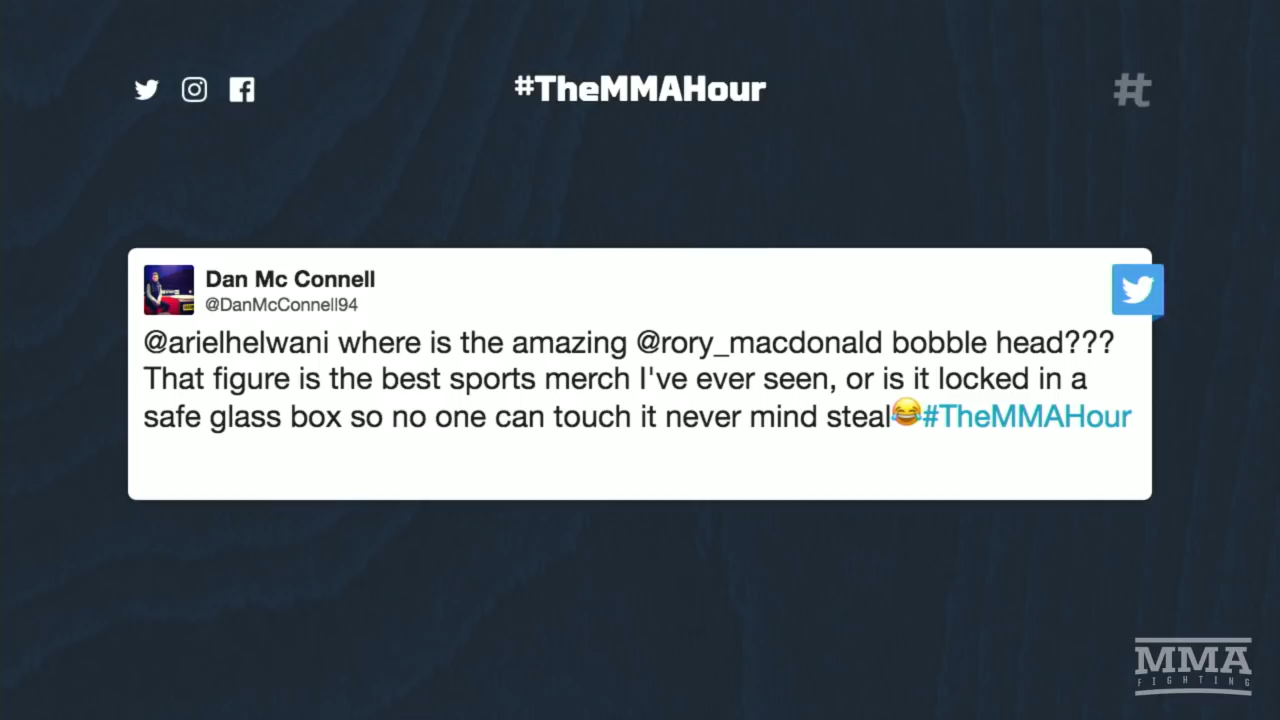 #TheMMAHour
Dan Mc Connell
@DanMcConnell94
@arielhelwani where is the amazing @rory_macdonald bobble head???
That figure is the best sports merch I've ever seen, or is it locked in a
safe glass box so no one can touch it never mind steal😂#TheMMAHour
MMA
FIGHTING